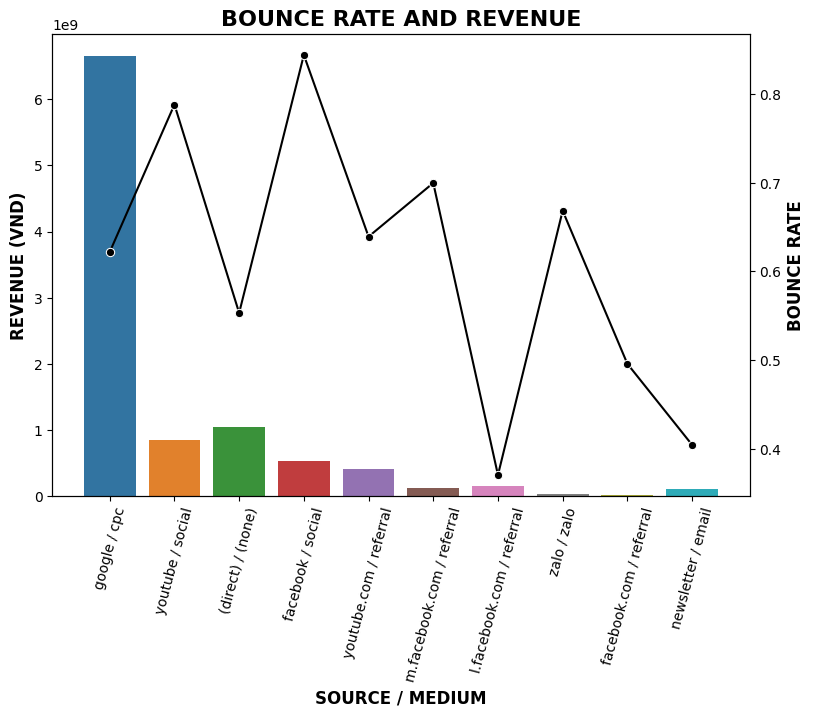 BOUNCE RATE AND REVENUE
1e9
REVENUE (VND)
6
5
4
3
2
1
0
0.8
0.7
0.6
0.5
0.4
BOUNCE RATE
google / cpc
youtube / social
(direct) / (none)
facebook / social
youtube.com / referral
m.facebook.com / referral
l.facebook.com / referral
zalo / zalo
facebook.com / referral
newsletter / email
SOURCE / MEDIUM